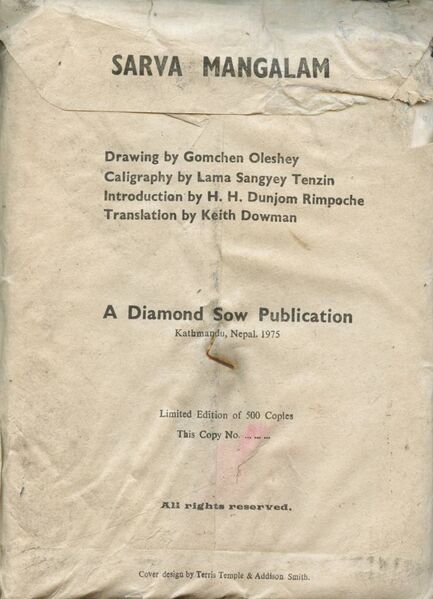 SARVA MANGALAM
Drawing by Gomchen Oleshey
Caligraphy by Lama Sangyey Tenzin
Introduction by H. H. Dunjom Rimpoche
Translation by Keith Dowman
A Diamond Sow Publication
Kathmandu, Nepal. 1975
Limited Edition of 500 Copies
This Copy No. ... ... ...
All rights reserved.
Cover design by Terris Temple & Addison Smith.